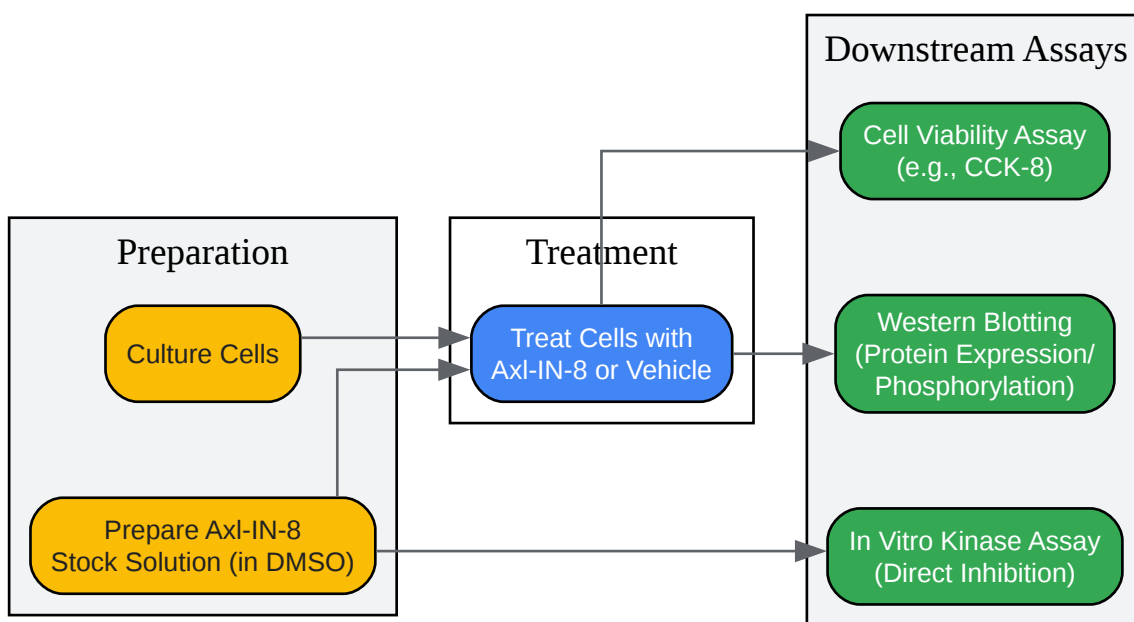 Preparation
Culture Cells
Prepare Axl-IN-8
Stock Solution (in DMSO)
Treatment
Treat Cells with
Axl-IN-8 or Vehicle
Downstream Assays
Cell Viability Assay
(e.g., CCK-8)
Western Blotting
(Protein Expression/
Phosphorylation)
In Vitro Kinase Assay
(Direct Inhibition)